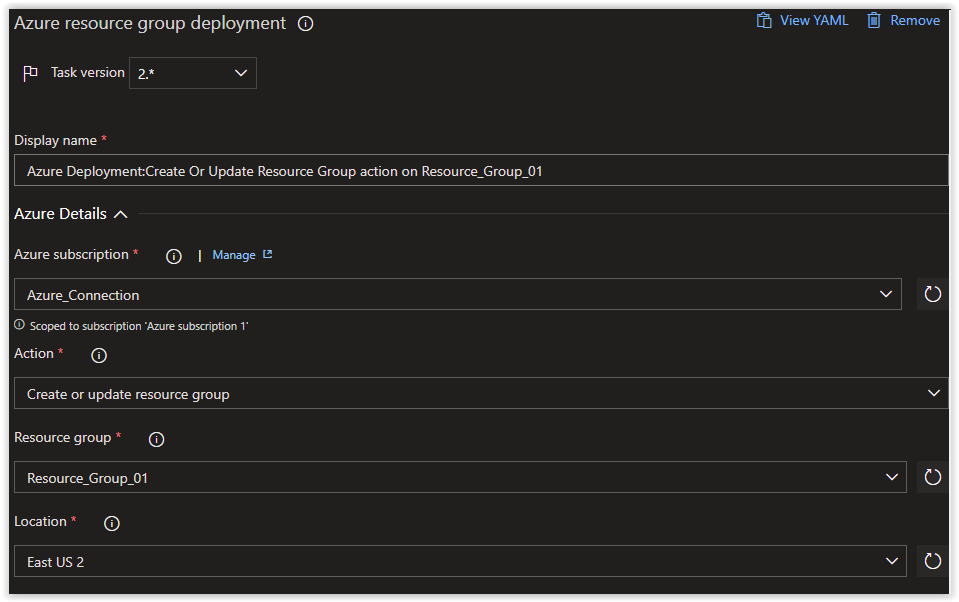 Azure resource group deployment
View YAML Remove
Task version 2.*
Display name *
Azure Deployment:Create Or Update Resource Group action on Resource_Group_01
Azure Details
Azure subscription * | Manage
Azure_Connection
Scoped to subscription 'Azure subscription 1'
Action *
Create or update resource group
Resource group *
Resource_Group_01
Location *
East US 2